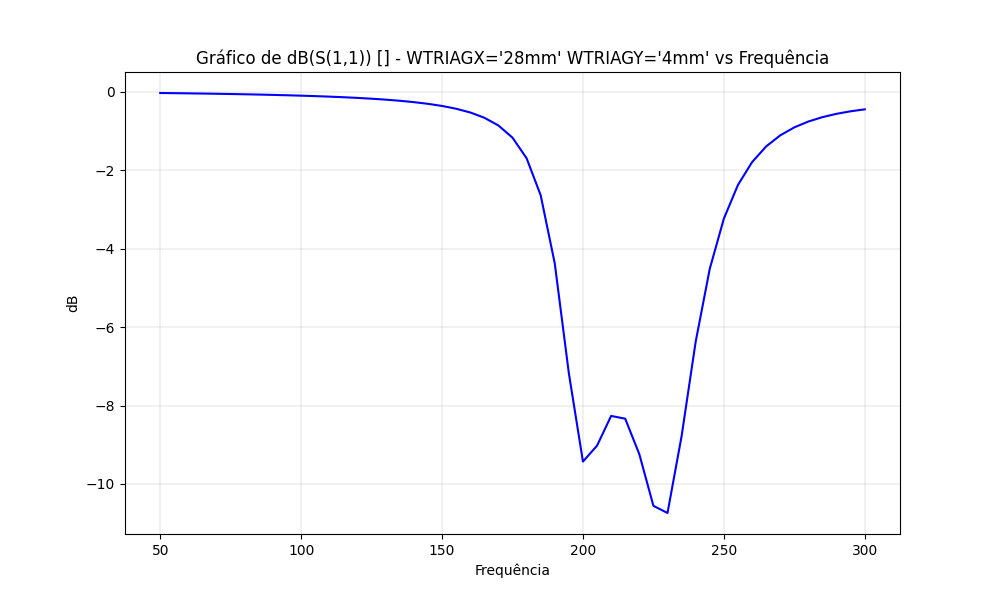 Gráfico de dB(S(1,1)) [] - WTRIAGX='28mm' WTRIAGY='4mm' vs Frequência
0
−2
−4
−6
−8
−10
dB
50 100 150 200 250 300
Frequência